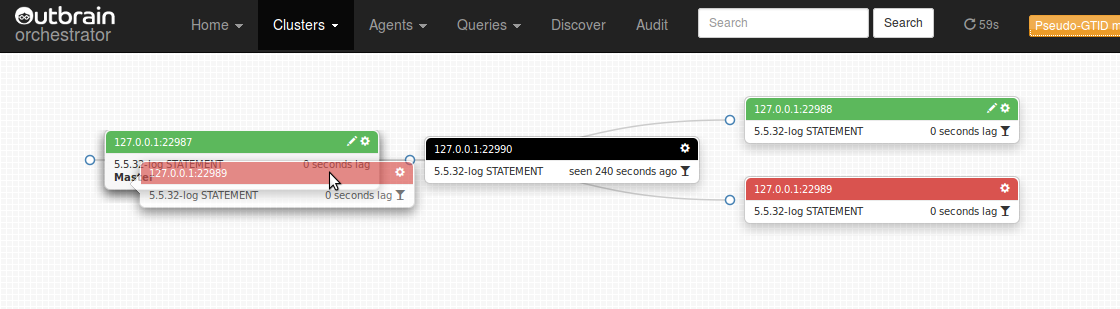 Outbrain
orchestrator
Home
Clusters
Agents
Queries
Discover
Audit
Search
Search
59s
Pseudo-GTID m
127.0.0.1:22987
5.5.32-log STATEMENT 0 seconds lag
Master
127.0.0.1:22989
5.5.32-log STATEMENT 0 seconds lag
127.0.0.1:22990
5.5.32-log STATEMENT seen 240 seconds ago
127.0.0.1:22988
5.5.32-log STATEMENT 0 seconds lag
127.0.0.1:22989
5.5.32-log STATEMENT 0 seconds lag